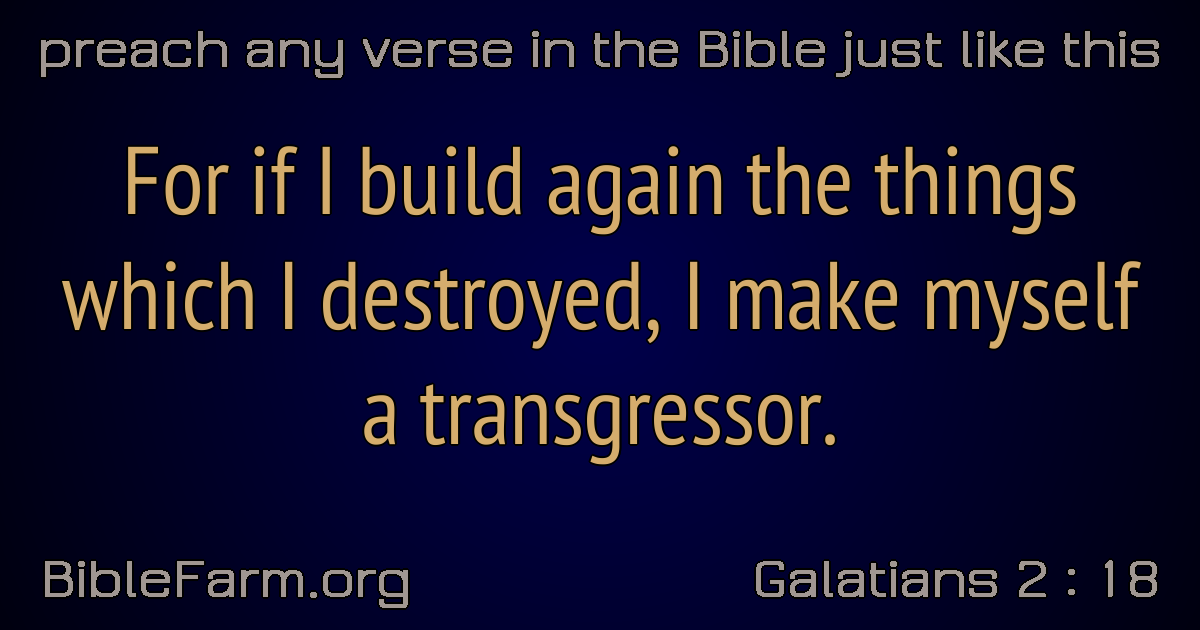 preach any verse in the Bible just like this
For if I build again the things
which I destroyed, I make myself
a transgressor.
BibleFarm.org
Galatians 2 : 18